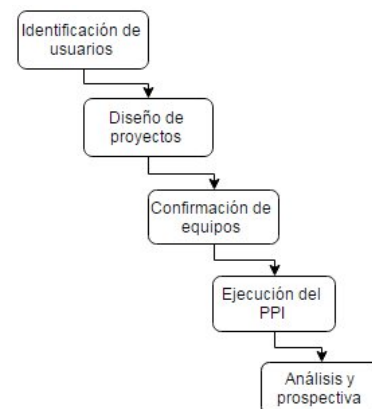 Identificación de
usuarios
Diseño de
proyectos
Confirmación de
equipos
Ejecución del
PPI
Análisis y
prospectiva